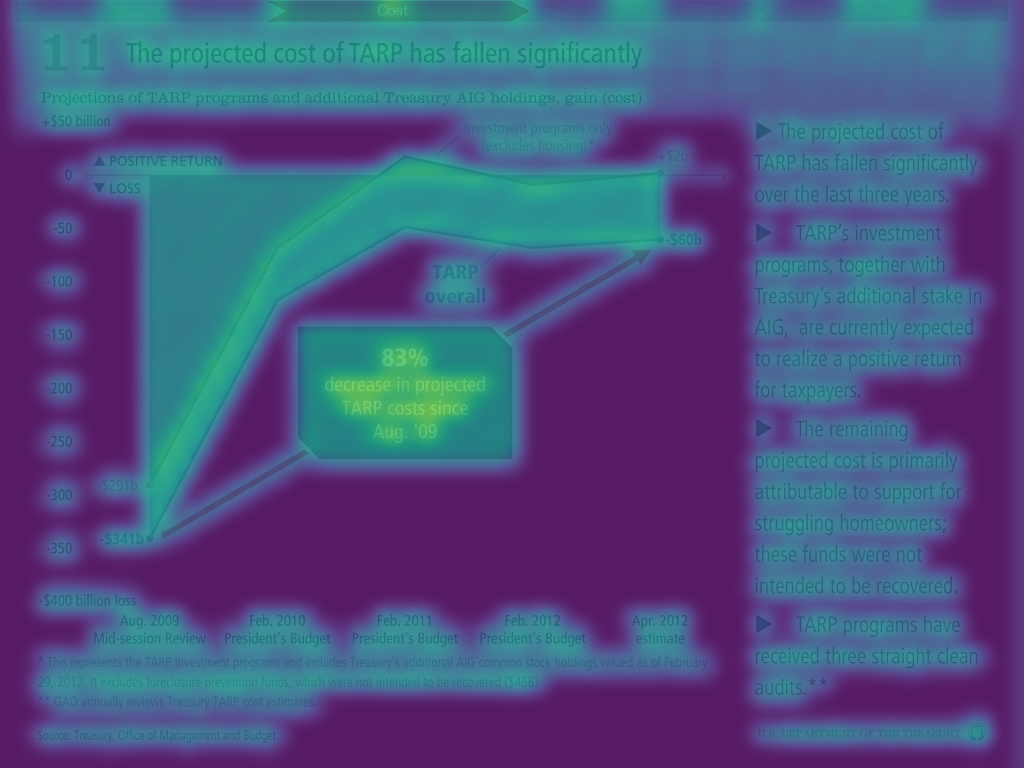 Cost
11 The projected cost of TARP has fallen significantly
Projections of TARP programs and additional Treasury AIG holdings, gain (cost)
+$50 billion
Investment programs only
(excludes housing)*
▲ POSITIVE RETURN
+$2b
0
▼ LOSS
-50
-$60b
-100
TARP
overall
-150
83%
decrease in projected
TARP costs since
Aug. '09
-200
-250
-300
-$291b
-$341b
-350
-$400 billion loss
Aug. 2009
Mid-session Review
Feb. 2010
President's Budget
Feb. 2011
President's Budget
Feb. 2012
President's Budget
Apr. 2012
estimate
* This represents the TARP investment programs and includes Treasury's additional AIG common stock holdings valued as of February
29, 2012. It excludes foreclosure prevention funds, which were not intended to be recovered ($46B).
** GAO annually reviews Treasury TARP cost estimates.
Source: Treasury, Office of Management and Budget.
▶ The projected cost of
TARP has fallen significantly
over the last three years.
▶ TARP's investment
programs, together with
Treasury's additional stake in
AIG, are currently expected
to realize a positive return
for taxpayers.
▶ The remaining
projected cost is primarily
attributable to support for
struggling homeowners;
these funds were not
intended to be recovered.
▶ TARP programs have
received three straight clean
audits.**
U.S. DEPARTMENT OF THE TREASURY